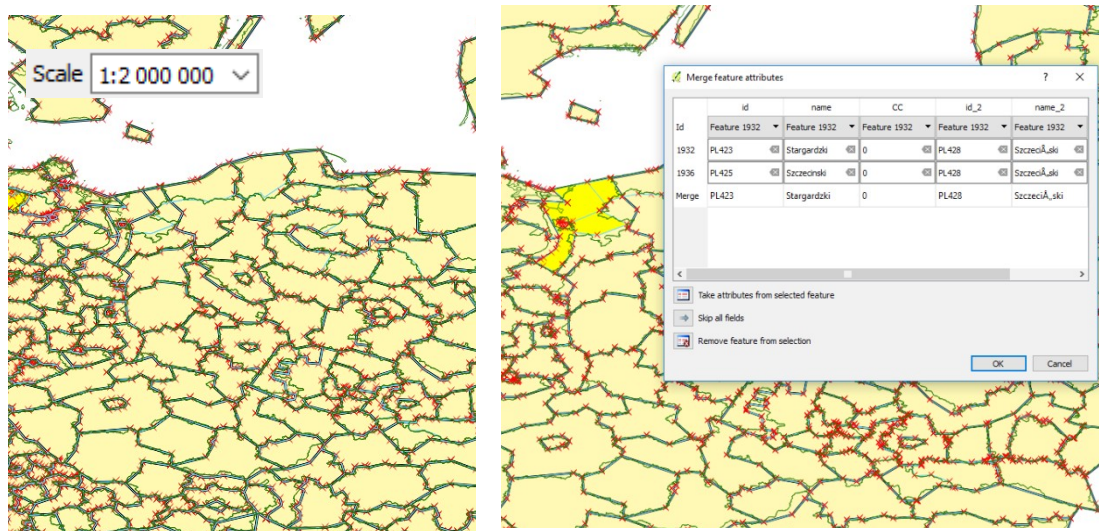 Scale 1:2 000 000
Merge feature attributes ? ×
id name CC id_2 name_2
Id Feature 1932 Feature 1932 Feature 1932 Feature 1932 Feature 1932
1932 PL423 Stargardzki 0 PL428 SzczeciÅ„ski
1936 PL425 Szczecinski 0 PL428 SzczeciÅ„ski
Merge PL423 Stargardzki 0 PL428 SzczeciÅ„ski
Take attributes from selected feature
Skip all fields
Remove feature from selection
OK Cancel